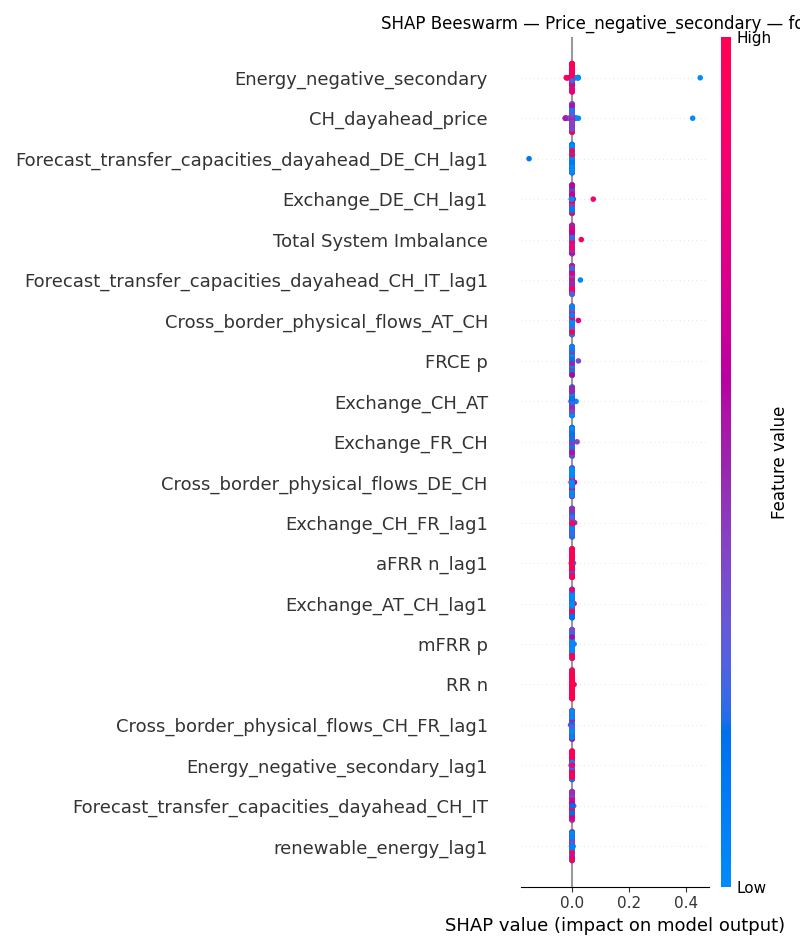 SHAP Beeswarm — Price_negative_secondary — fo
High
Energy_negative_secondary
CH_dayahead_price
Forecast_transfer_capacities_dayahead_DE_CH_lag1
Exchange_DE_CH_lag1
Total System Imbalance
Forecast_transfer_capacities_dayahead_CH_IT_lag1
Cross_border_physical_flows_AT_CH
FRCE p
Exchange_CH_AT
Exchange_FR_CH
Cross_border_physical_flows_DE_CH
Exchange_CH_FR_lag1
aFRR n_lag1
Exchange_AT_CH_lag1
mFRR p
RR n
Cross_border_physical_flows_CH_FR_lag1
Energy_negative_secondary_lag1
Forecast_transfer_capacities_dayahead_CH_IT
renewable_energy_lag1
Feature value
Low
0.0 0.2 0.4
SHAP value (impact on model output)